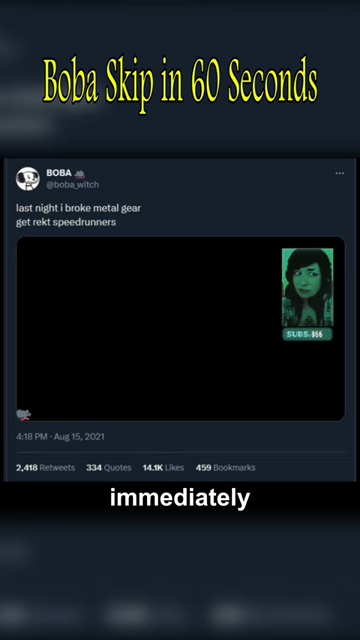 Boba Skip in 60 Seconds
BOBA
@boba_witch
last night i broke metal gear
get rekt speedrunners
SUBS:856
4:18 PM · Aug 15, 2021
2,418 Retweets 334 Quotes 14.1K Likes 459 Bookmarks
immediately